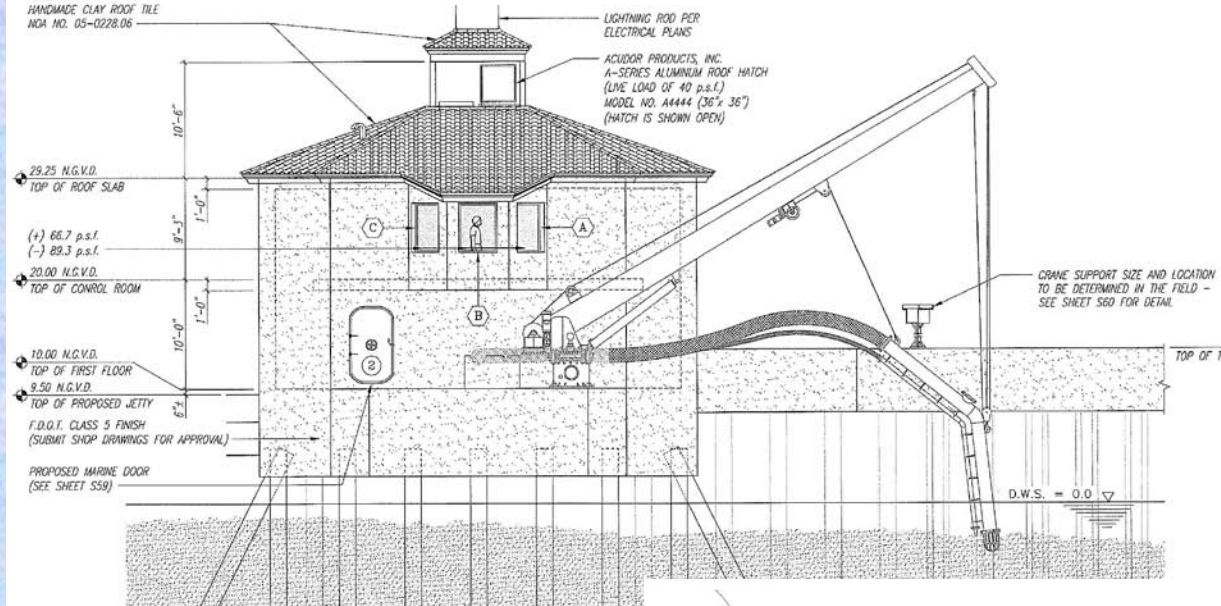 HANDMADE CLAY ROOF TILE
NOA NO. 05-0228.06
LIGHTNING ROD PER
ELECTRICAL PLANS
ACUDOR PRODUCTS, INC.
A-SERIES ALUMINUM ROOF HATCH
(LIVE LOAD OF 40 p.s.f.)
MODEL NO. A4444 (36"x 36")
(HATCH IS SHOWN OPEN)
10'-6"
29.25 N.G.V.D.
TOP OF ROOF SLAB
1'-0"
9'-3"
(+) 66.7 p.s.f.
(-) 89.3 p.s.f.
C
A
B
20.00 N.G.V.D.
TOP OF CONROL ROOM
1'-0"
10'-0"
CRANE SUPPORT SIZE AND LOCATION
TO BE DETERMINED IN THE FIELD -
SEE SHEET S60 FOR DETAIL
2
10.00 N.G.V.D.
TOP OF FIRST FLOOR
TOP OF
9.50 N.G.V.D.
TOP OF PROPOSED JETTY
6"±
F.D.O.T. CLASS 5 FINISH
(SUBMIT SHOP DRAWINGS FOR APPROVAL)
PROPOSED MARINE DOOR
(SEE SHEET S59)
D.W.S. = 0.0